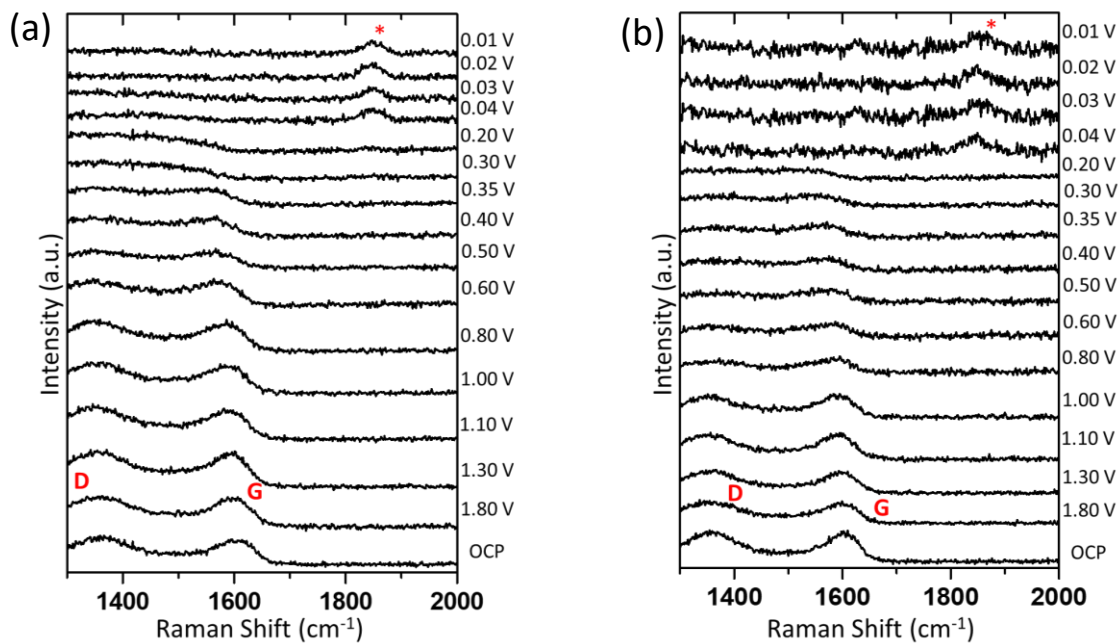 (a)
*
0.01 V
0.02 V
0.03 V
0.04 V
0.20 V
0.30 V
0.35 V
0.40 V
0.50 V
0.60 V
0.80 V
1.00 V
1.10 V
1.30 V
1.80 V
OCP
D
G
Intensity (a.u.)
1400 1600 1800 2000
Raman Shift (cm⁻¹)
(b)
*
0.01 V
0.02 V
0.03 V
0.04 V
0.20 V
0.30 V
0.35 V
0.40 V
0.50 V
0.60 V
0.80 V
1.00 V
1.10 V
1.30 V
1.80 V
OCP
D
G
Intensity (a.u.)
1400 1600 1800 2000
Raman Shift (cm⁻¹)